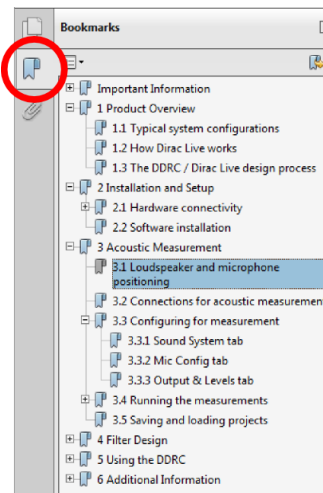 Bookmarks
Important Information
1 Product Overview
1.1 Typical system configurations
1.2 How Dirac Live works
1.3 The DDRC / Dirac Live design process
2 Installation and Setup
2.1 Hardware connectivity
2.2 Software installation
3 Acoustic Measurement
3.1 Loudspeaker and microphone
positioning
3.2 Connections for acoustic measuremen
3.3 Configuring for measurement
3.3.1 Sound System tab
3.3.2 Mic Config tab
3.3.3 Output & Levels tab
3.4 Running the measurements
3.5 Saving and loading projects
4 Filter Design
5 Using the DDRC
6 Additional Information